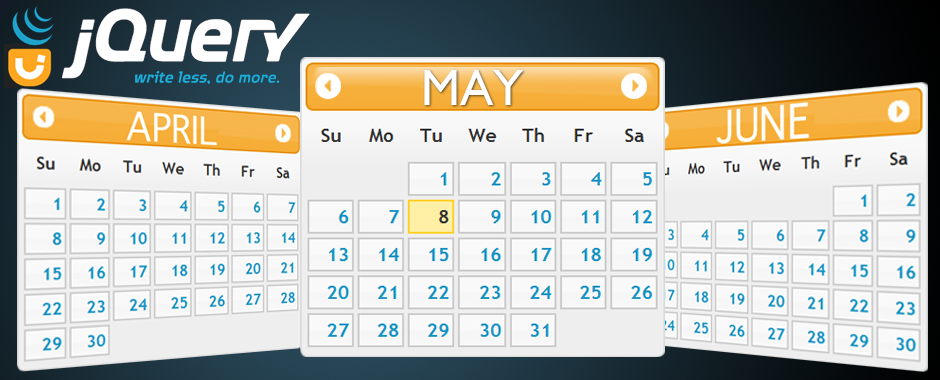 jQuery
write less, do more.
APRIL
Su Mo Tu We Th Fr Sa
1 2 3 4 5 6 7
8 9 10 11 12 13 14
15 16 17 18 19 20 21
22 23 24 25 26 27 28
29 30
MAY
Su Mo Tu We Th Fr Sa
1 2 3 4 5
6 7 8 9 10 11 12
13 14 15 16 17 18 19
20 21 22 23 24 25 26
27 28 29 30 31
JUNE
Mo Tu We Th Fr Sa
1 2
3 4 5 6 7 8 9
11 12 13 14 15 16
18 19 20 21 22 23
24 25 26 27 28 29 30